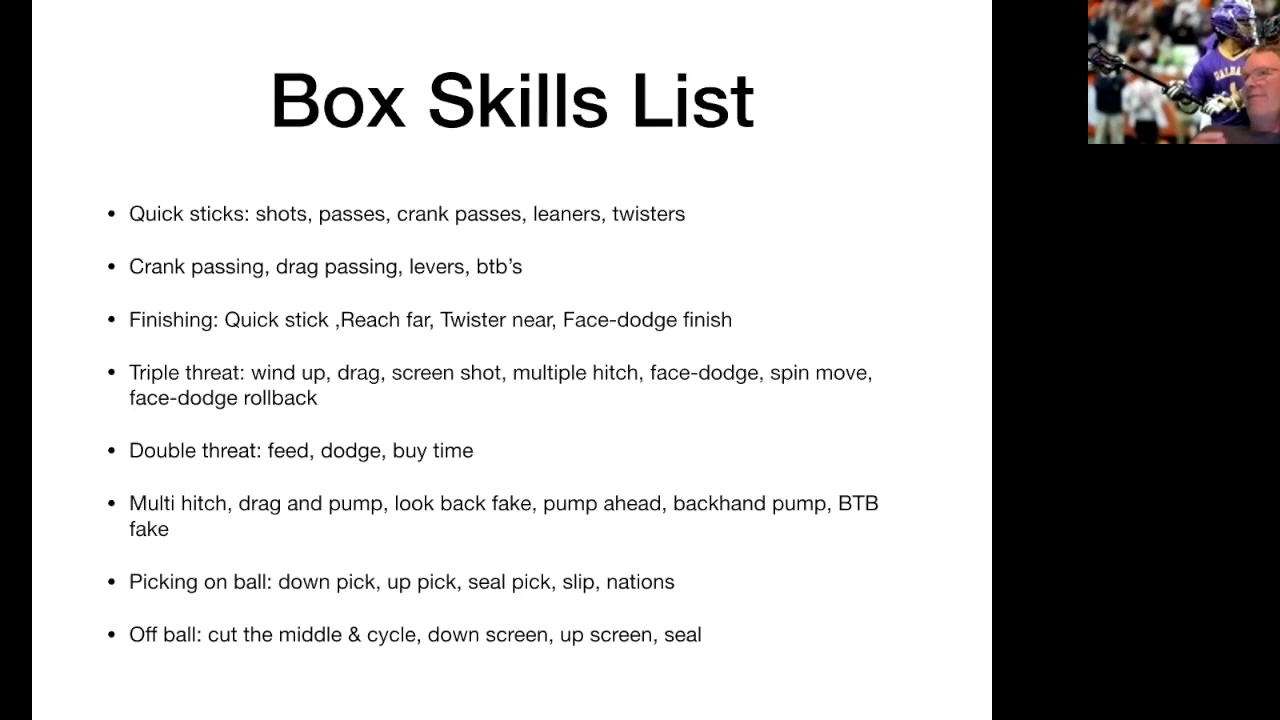 Box Skills List
• Quick sticks: shots, passes, crank passes, leaners, twisters
• Crank passing, drag passing, levers, btb’s
• Finishing: Quick stick ,Reach far, Twister near, Face-dodge finish
• Triple threat: wind up, drag, screen shot, multiple hitch, face-dodge, spin move,
face-dodge rollback
• Double threat: feed, dodge, buy time
• Multi hitch, drag and pump, look back fake, pump ahead, backhand pump, BTB
fake
• Picking on ball: down pick, up pick, seal pick, slip, nations
• Off ball: cut the middle & cycle, down screen, up screen, seal